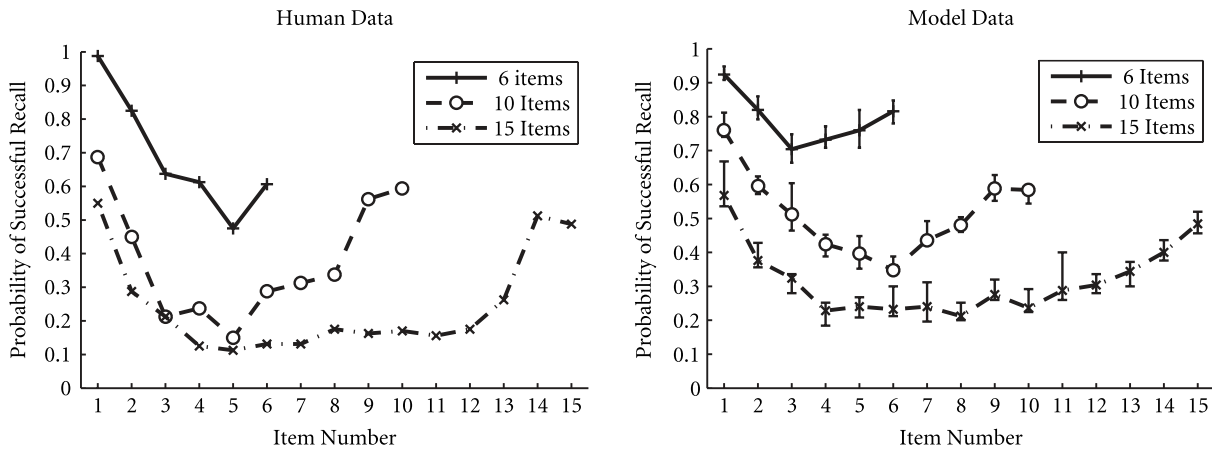 Human Data
Probability of Successful Recall
1
0.9
0.8
0.7
0.6
0.5
0.4
0.3
0.2
0.1
0
6 items
10 Items
15 Items
1 2 3 4 5 6 7 8 9 10 11 12 13 14 15
Item Number
Model Data
Probability of Successful Recall
1
0.9
0.8
0.7
0.6
0.5
0.4
0.3
0.2
0.1
0
6 Items
10 Items
15 Items
1 2 3 4 5 6 7 8 9 10 11 12 13 14 15
Item Number